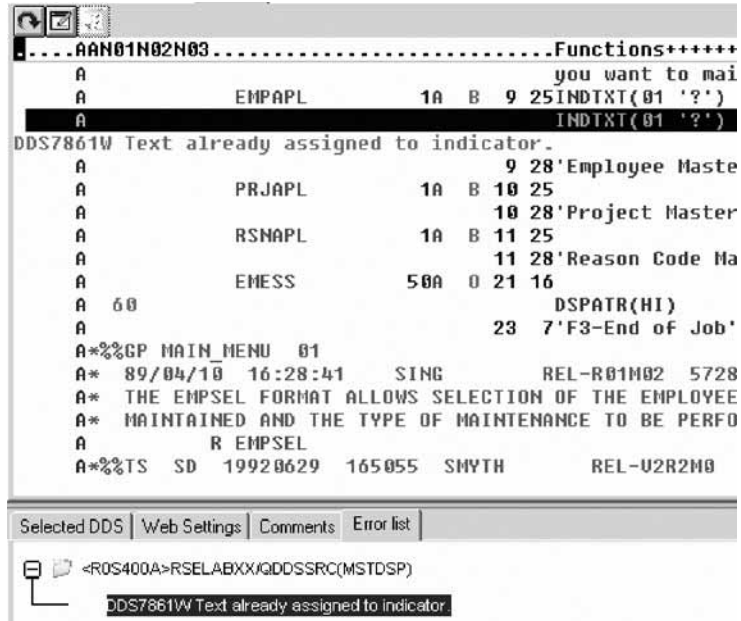 .....AAN01N02N03..............................Functions++++++
A you want to mai
A EMPAPL 1A B 9 25INDTXT(01 '?')
A INDTXT(01 '?')
DDS7861W Text already assigned to indicator.
A 9 28'Employee Maste
A PRJAPL 1A B 10 25
A 10 28'Project Master
A RSNAPL 1A B 11 25
A 11 28'Reason Code Ma
A EMESS 50A O 21 16
A 60 DSPATR(HI)
A 23 7'F3-End of Job'
A*%%GP MAIN_MENU 01
A* 89/04/10 16:28:41 SING REL-R01M02 5728
A* THE EMPSEL FORMAT ALLOWS SELECTION OF THE EMPLOYEE
A* MAINTAINED AND THE TYPE OF MAINTENANCE TO BE PERFO
A R EMPSEL
A*%%TS SD 19920629 165055 SMYTH REL-V2R2M0
Selected DDS Web Settings Comments Error list
<R0S400A>RSELABXX/QDDSSRC(MSTDSP)
DDS7861W Text already assigned to indicator.